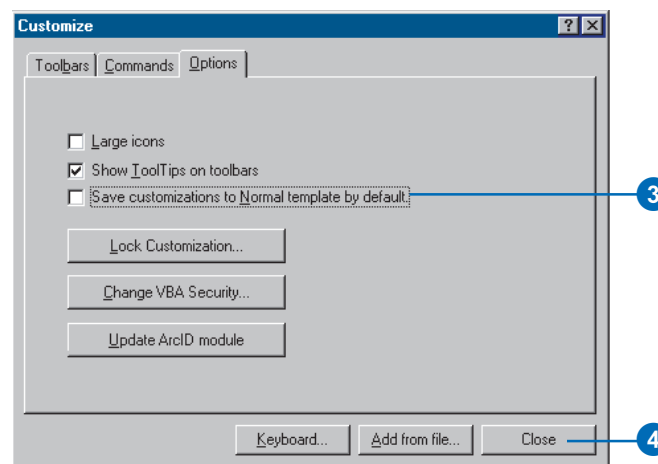 Customize
? X
Toolbars Commands Options
Large icons
Show ToolTips on toolbars
Save customizations to Normal template by default.
3
Lock Customization...
Change VBA Security...
Update ArcID module
Keyboard... Add from file... Close
4